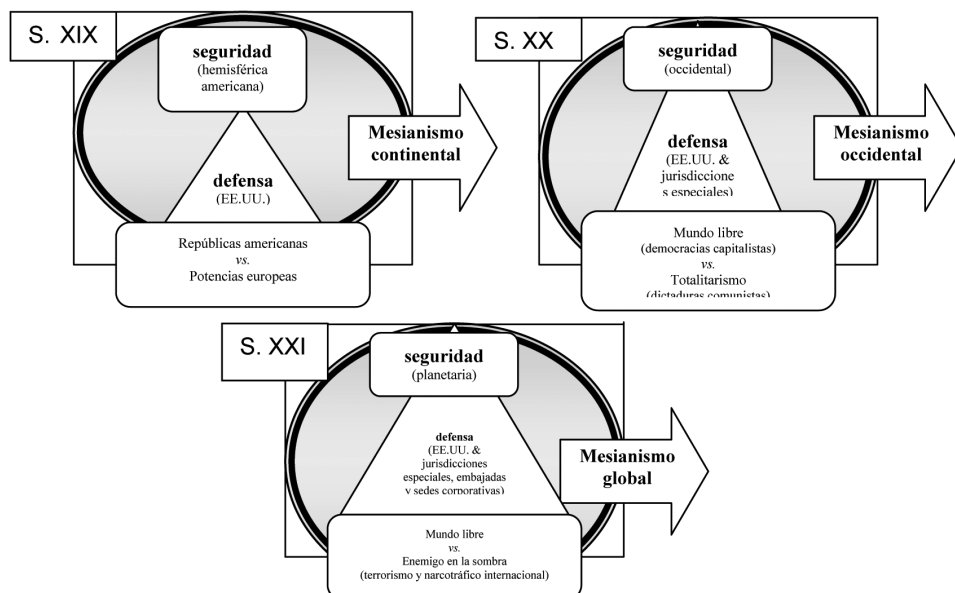 S. XIX
seguridad
(hemisférica
americana)
defensa
(EE.UU.)
Repúblicas americanas
vs.
Potencias europeas
Mesianismo
continental
S. XX
seguridad
(occidental)
defensa
(EE.UU. &
jurisdiccione
s especiales)
Mundo libre
(democracias capitalistas)
vs.
Totalitarismo
(dictaduras comunistas)
Mesianismo
occidental
S. XXI
seguridad
(planetaria)
defensa
(EE.UU. &
jurisdicciones
especiales, embajadas
y sedes corporativas)
Mundo libre
vs.
Enemigo en la sombra
(terrorismo y narcotráfico internacional)
Mesianismo
global